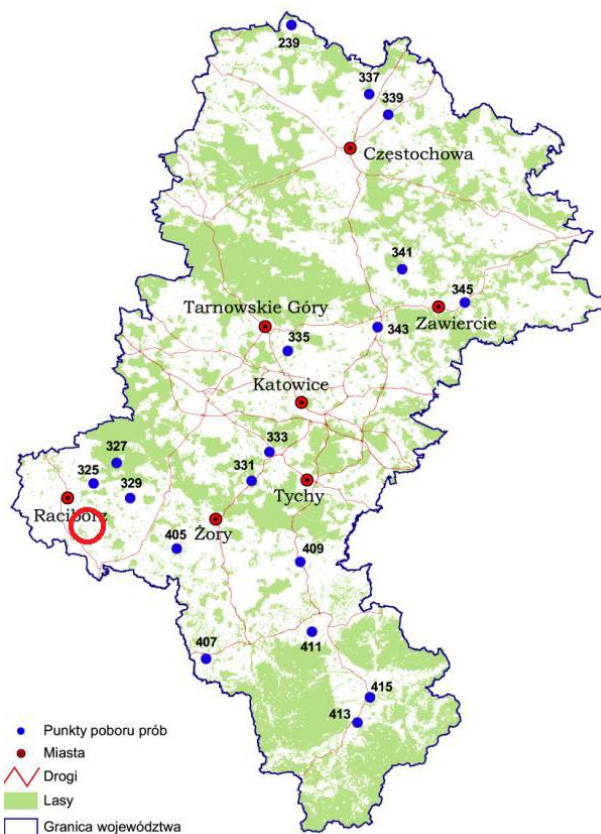 239
337
339
Częstochowa
341
345
Tarnowskie Góry
Zawiercie
343
335
Katowice
327
333
325
329
331
Tychy
Racibórz
Żory
405
409
411
407
415
413
Punkty poboru prób
Miasta
Drogi
Lasy
Granica województwa